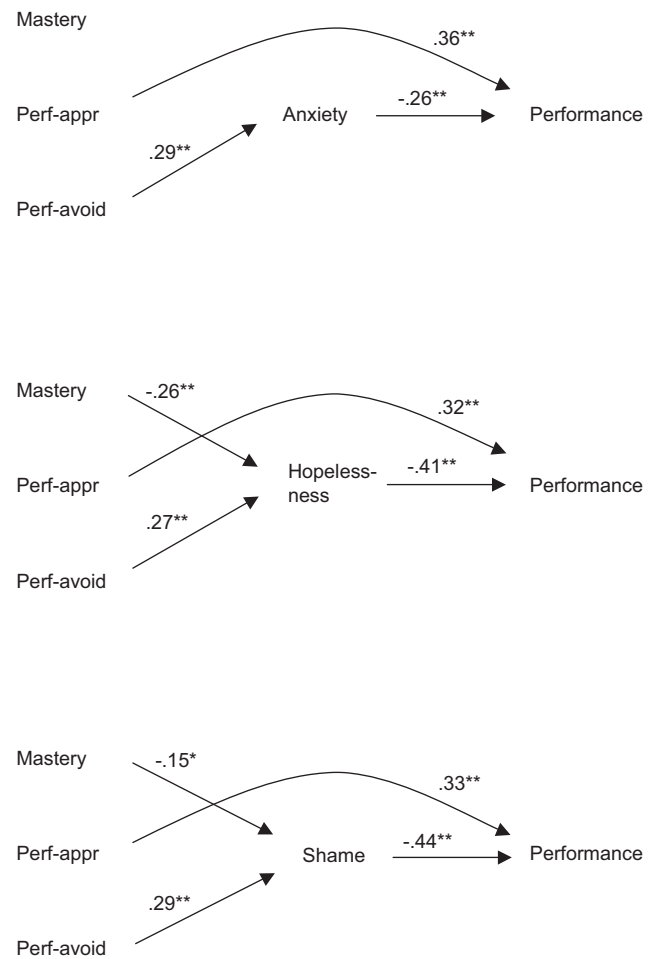 Mastery
.36**
Perf-appr
Anxiety
-.26**
Performance
.29**
Perf-avoid
Mastery
-.26**
.32**
Perf-appr
Hopeless-
ness
-.41**
Performance
.27**
Perf-avoid
Mastery
-.15*
.33**
Perf-appr
Shame
-.44**
Performance
.29**
Perf-avoid